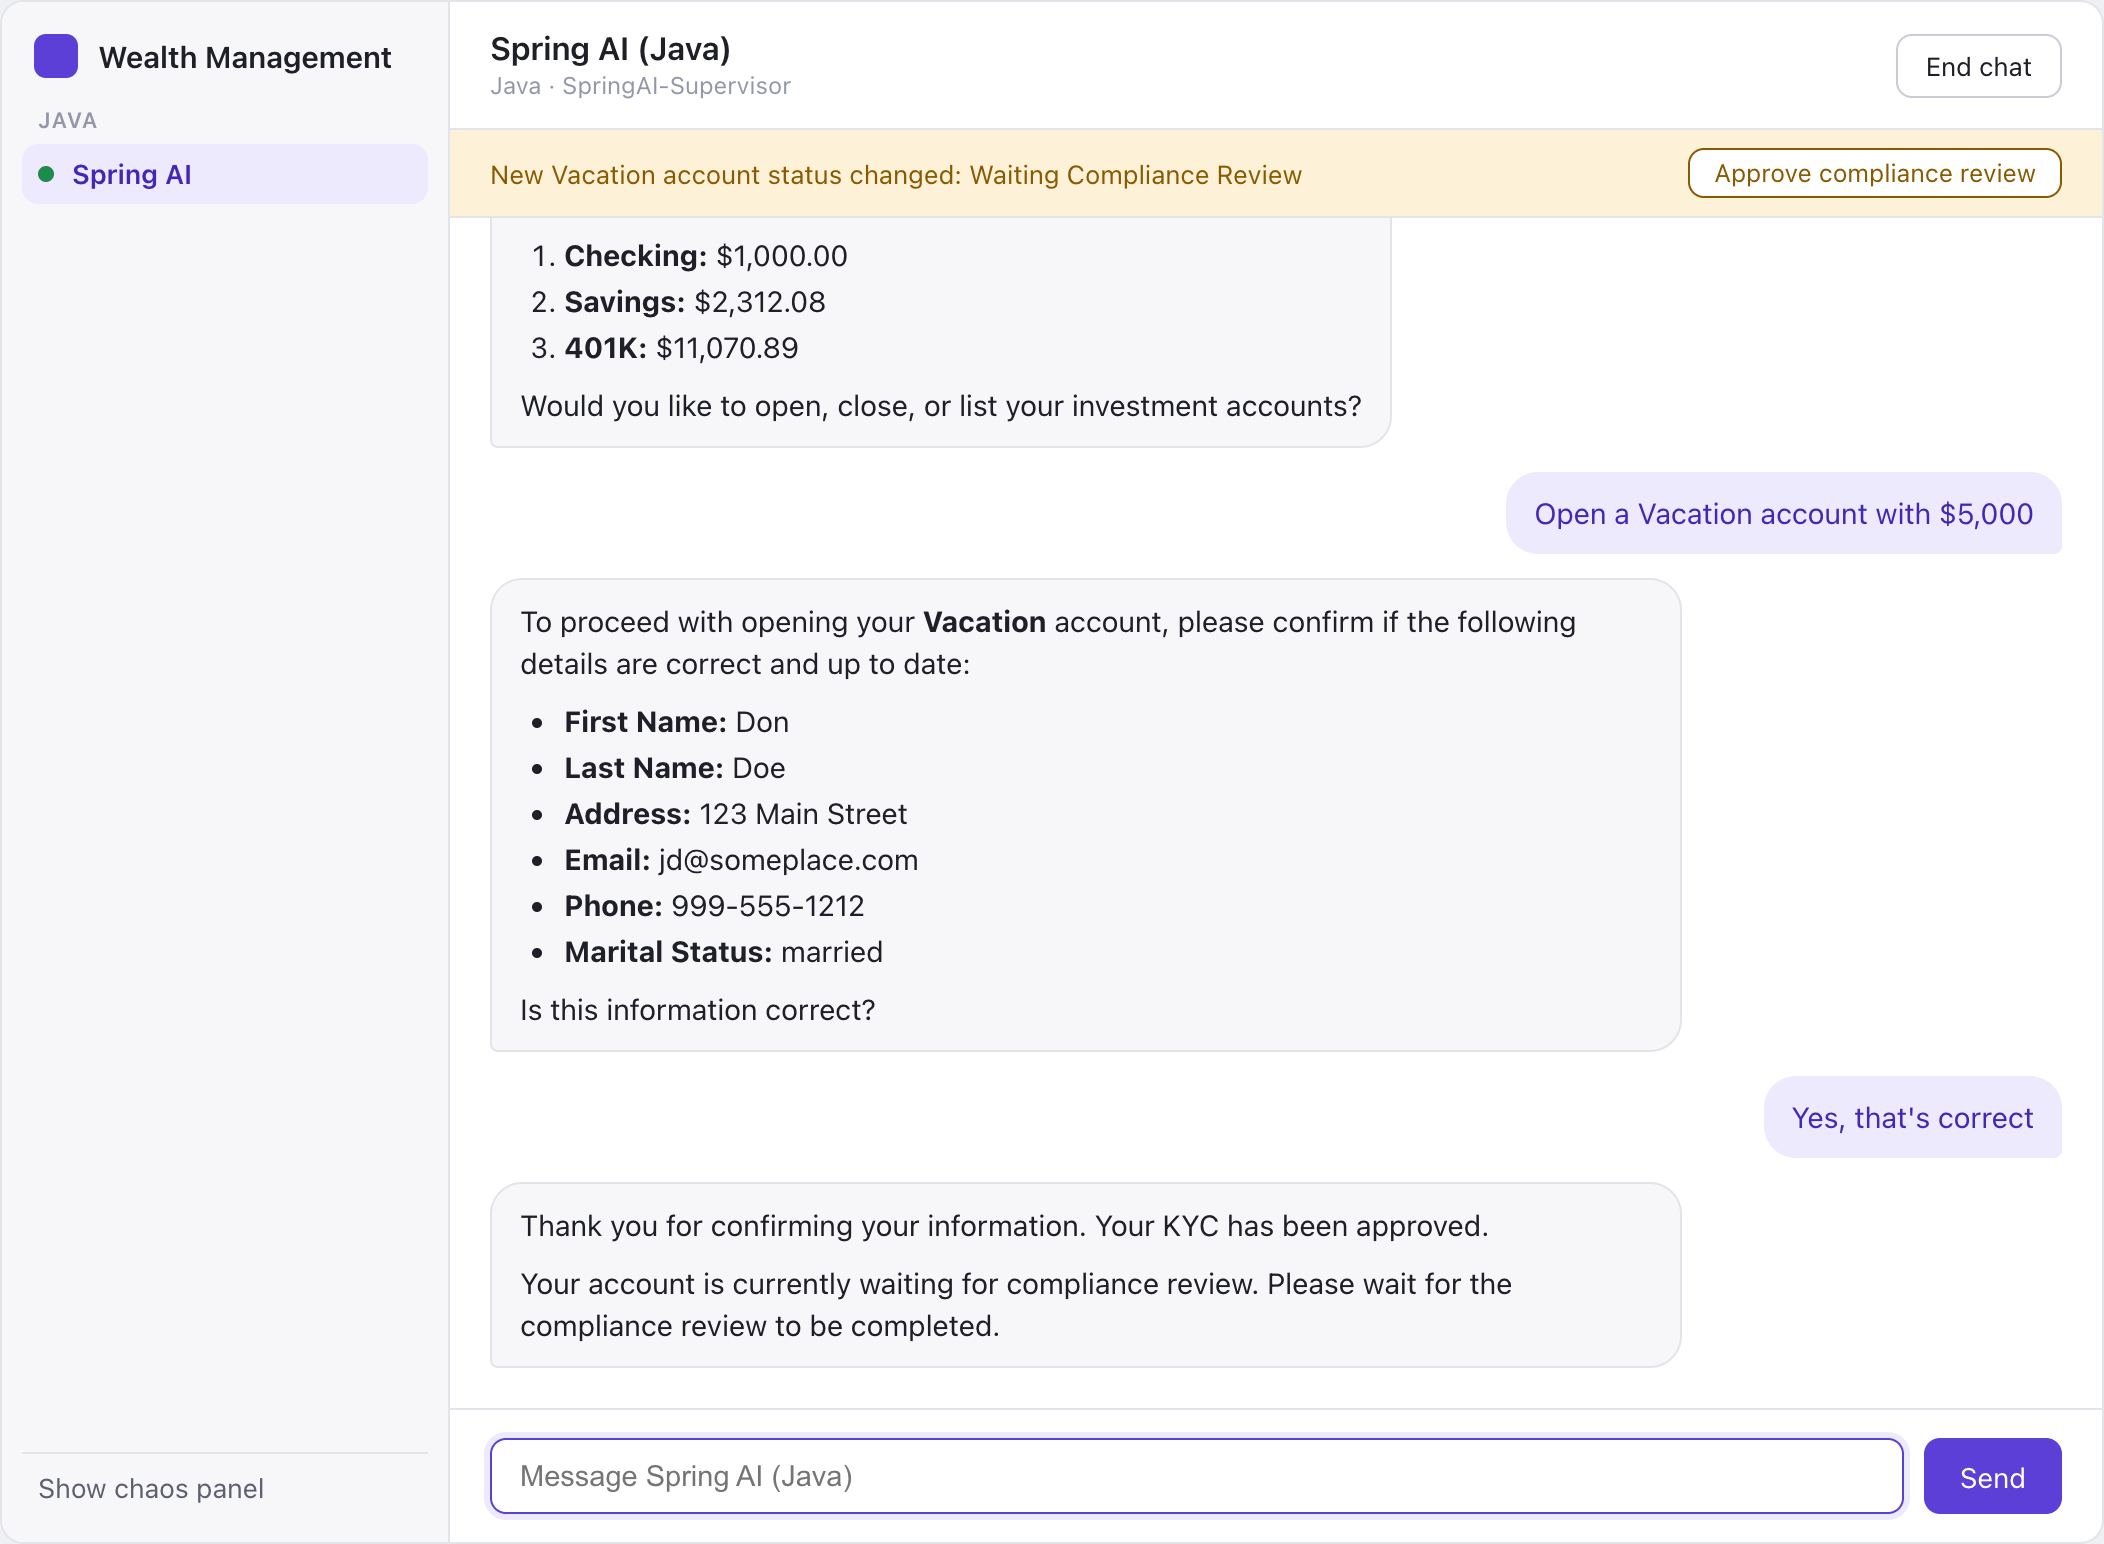 Wealth Management
JAVA
Spring AI
Show chaos panel
Spring AI (Java)
Java · SpringAI-Supervisor
End chat
New Vacation account status changed: Waiting Compliance Review
Approve compliance review
1. Checking: $1,000.00
2. Savings: $2,312.08
3. 401K: $11,070.89
Would you like to open, close, or list your investment accounts?
Open a Vacation account with $5,000
To proceed with opening your Vacation account, please confirm if the following
details are correct and up to date:
• First Name: Don
• Last Name: Doe
• Address: 123 Main Street
• Email: jd@someplace.com
• Phone: 999-555-1212
• Marital Status: married
Is this information correct?
Yes, that's correct
Thank you for confirming your information. Your KYC has been approved.
Your account is currently waiting for compliance review. Please wait for the
compliance review to be completed.
Message Spring AI (Java)
Send